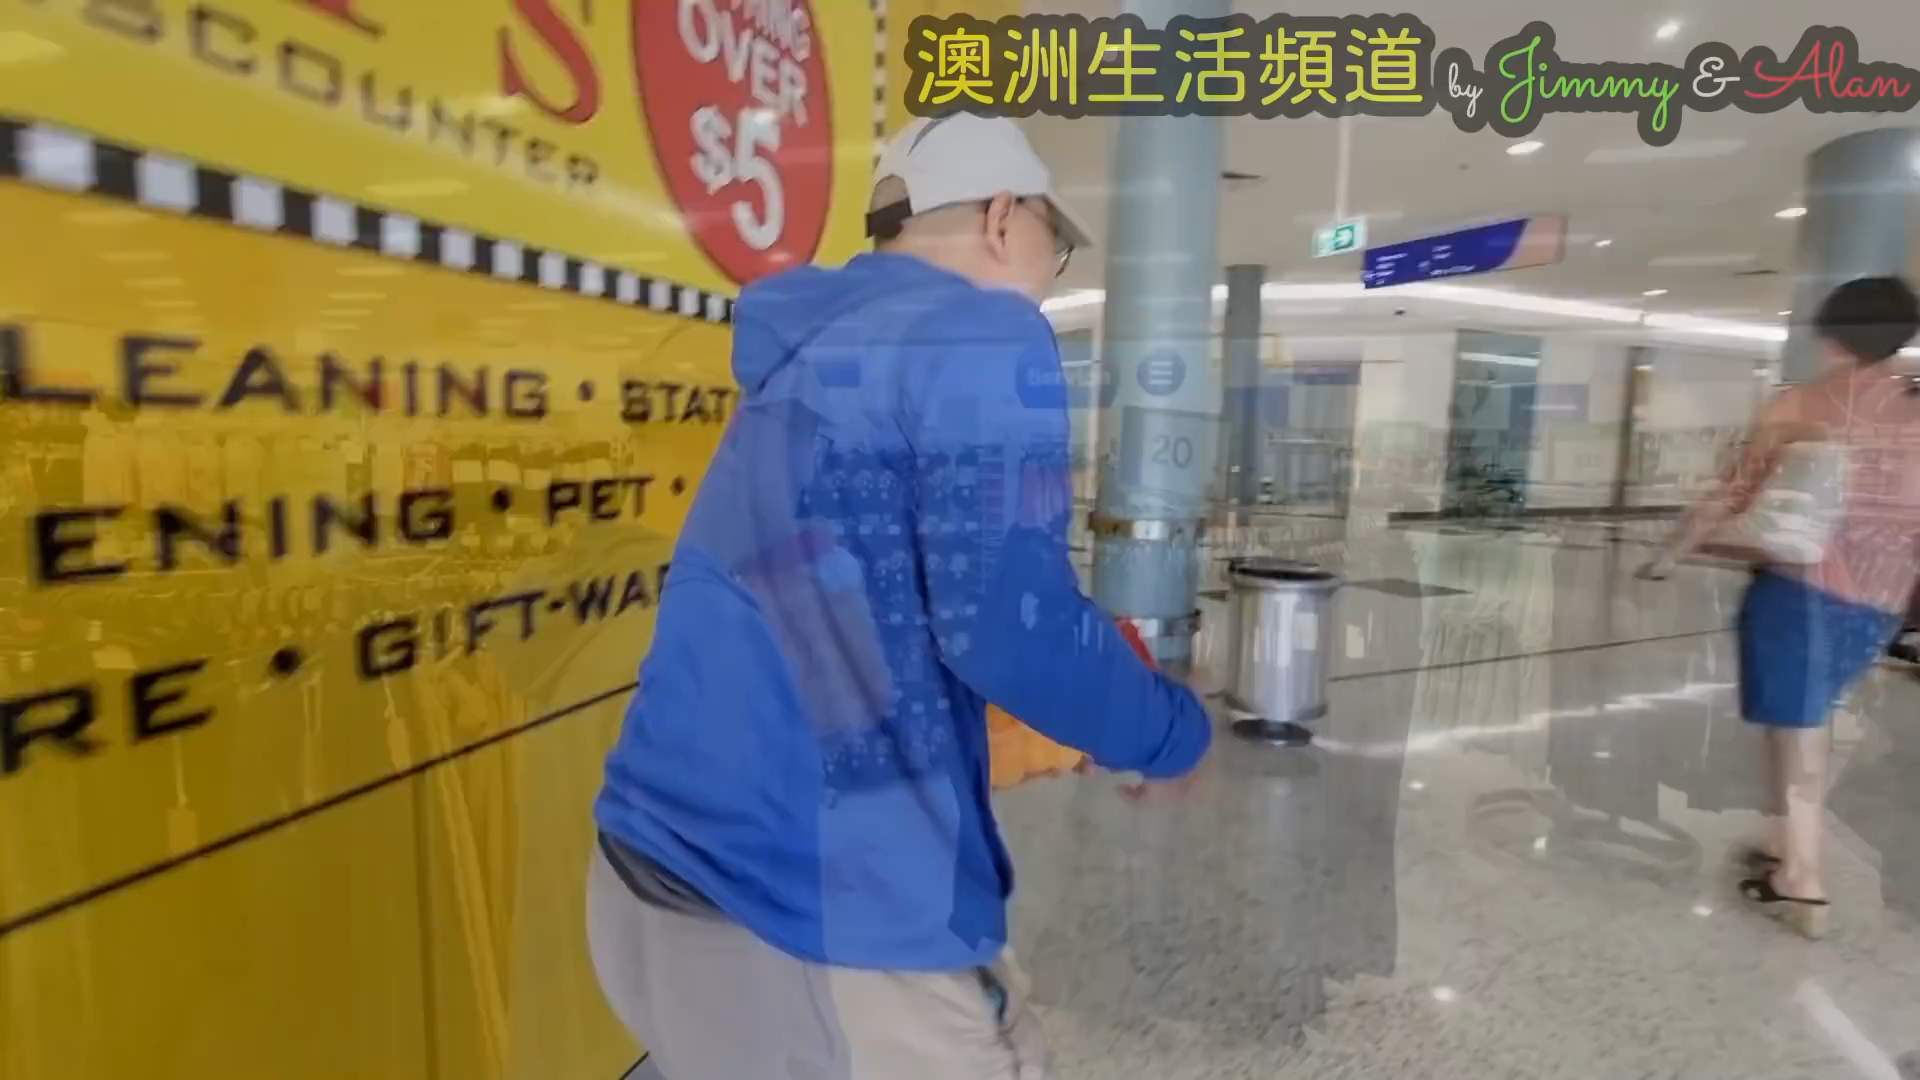 澳洲生活頻道 by Jimmy & Alan
'S
SCOUNTER
OVER
$5
LEANING • STAT
ENING • PET •
RE • GIFT-WA
20